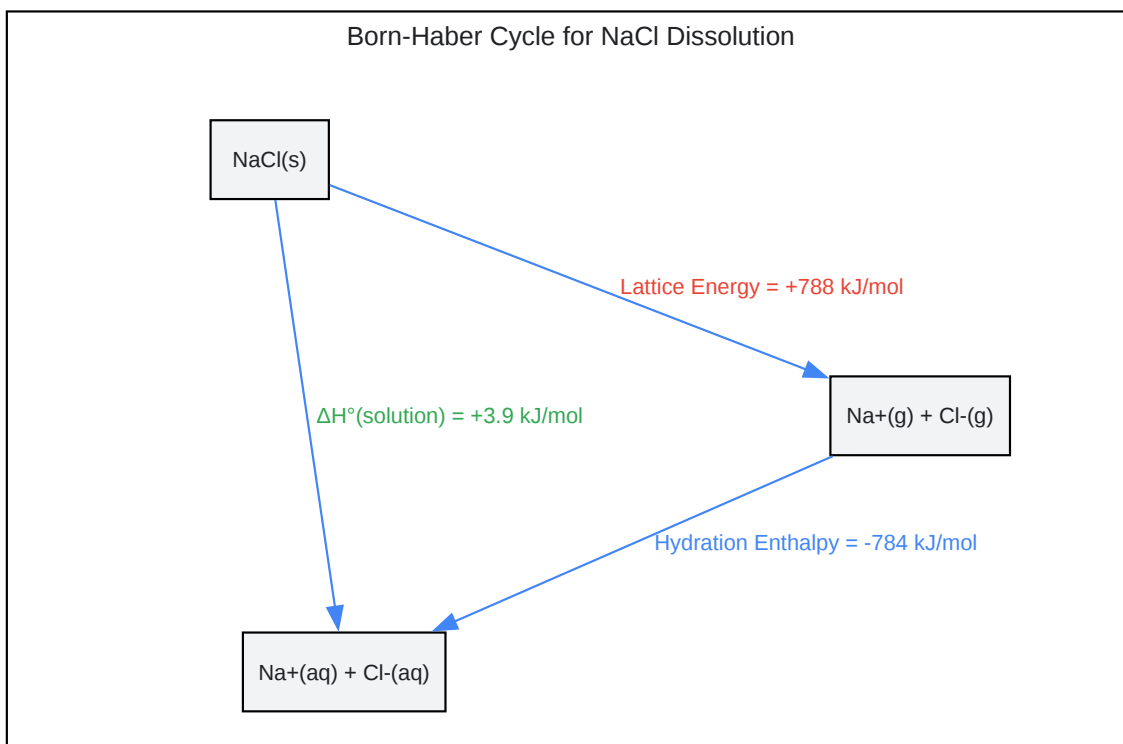 Born-Haber Cycle for NaCl Dissolution
NaCl(s)
Lattice Energy = +788 kJ/mol
ΔH°(solution) = +3.9 kJ/mol
Na+(g) + Cl-(g)
Hydration Enthalpy = -784 kJ/mol
Na+(aq) + Cl-(aq)